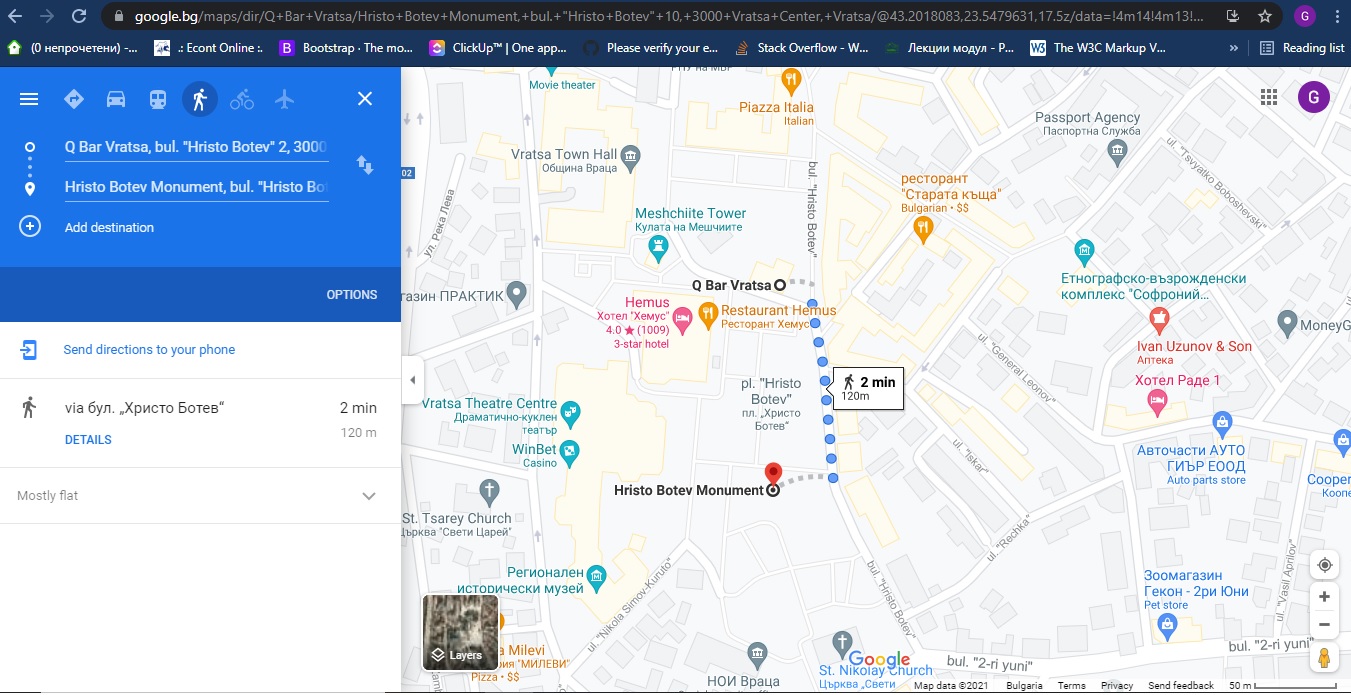 google.bg/maps/dir/Q+Bar+Vratsa/Hristo+Botev+Monument,+bul.+"Hristo+Botev"+10,+3000+Vratsa+Center,+Vratsa/@43.2018083,23.5479631,17.5z/data=!4m14!4m13!...
G
(0 непрочетени) -...
.: Econt Online :.
B
Bootstrap · The mo...
ClickUp™ | One app...
Please verify your e...
Stack Overflow - W...
Лекции модул - P...
W3
The W3C Markup V...
»
Reading list
Q Bar Vratsa, bul. "Hristo Botev" 2, 3000
Hristo Botev Monument, bul. "Hristo Bot
Add destination
OPTIONS
Send directions to your phone
via бул. „Христо Ботев“
2 min
120 m
DETAILS
Mostly flat
Movie theater
Piazza Italia
Italian
G
Passport Agency
Паспортна Служба
Vratsa Town Hall
Община Враца
02
ул. Река Лева
bul. "Hristo Botev"
ul. "Tsvyatko Boboshevski"
ресторант
"Старата къща"
Bulgarian • $$
Meshchiite Tower
Кулата на Мешчиите
Етнографско-възрожденски
комплекс "Софроний...
Q Bar Vratsa
газин ПРАКТИК
Hemus
Хотел "Хемус"
4.0 ★ (1009)
3-star hotel
Restaurant Hemus
Ресторант Хемус
MoneyG
ul. "General Leonov"
Ivan Uzunov & Son
Аптека
Хотел Раде 1
2 min
120m
pl. "Hristo
Botev"
пл. „Христо
Ботев“
Vratsa Theatre Centre
Драматично-куклен
театър
WinBet
Casino
ul. "Iskar"
Авточасти АУТО
ГИЪР ЕООД
Auto parts store
Cooper
Коопе
Hristo Botev Monument
St. Tsarey Church
Църква "Свети Царей"
ul. "Rechka"
ul. "Vasil Aprilov"
Регионален
исторически музей
ul. "Nikola Simov-Kuruto"
bul. "Hristo Botev"
Зоомагазин
Гекон - 2ри Юни
Pet store
Layers
a Milevi
рия "МИЛЕВИ"
Pizza • $$
НОИ Враца
St. Nikolay Church
Църква "Свети
Google
bul. "2-ri yuni"
bul. "2-ri yuni"
Map data ©2021
Bulgaria
Terms
Privacy
Send feedback
50 m